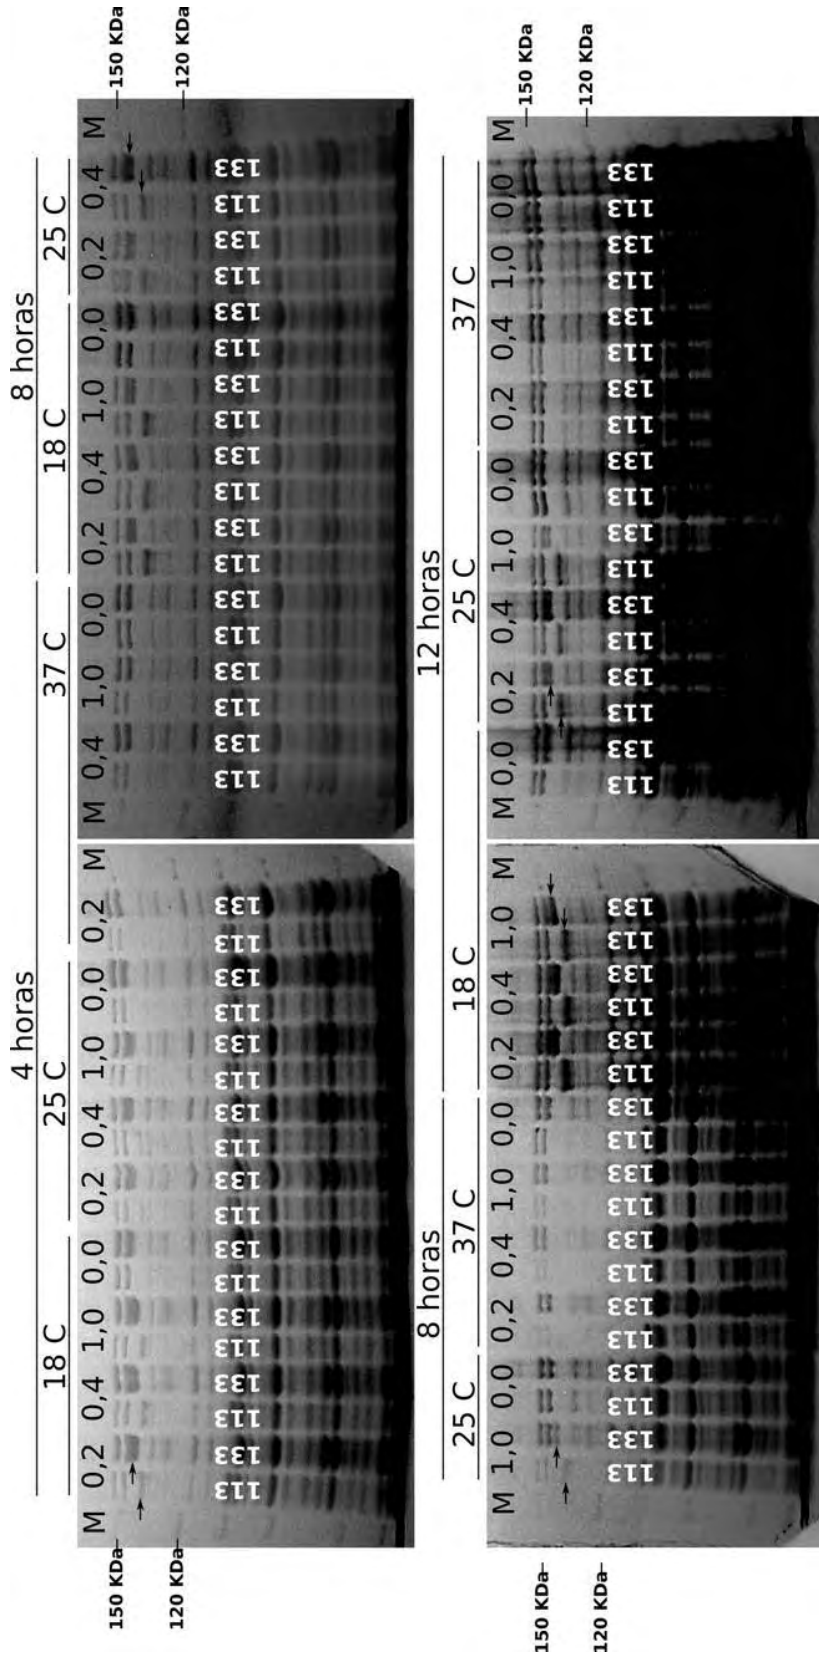 4 horas 8 horas
18 C 25 C 37 C 18 C 25 C
M 0,2 0,4 1,0 0,0 0,2 0,4 1,0 0,0 0,2 M M 0,4 1,0 0,0 0,2 0,4 1,0 0,0 0,2 0,4 M
150 KDa 150 KDa
120 KDa 120 KDa
113 133 113 133 113 133 113 133 113 133 113 133 113 133 113 133 113 133 113 133 113 133 113 133 113 133 113 133 113 133 113 133 113 133 113 133
8 horas 12 horas
25 C 37 C 18 C 25 C 37 C
M 1,0 0,0 0,2 0,4 1,0 0,0 0,2 0,4 1,0 M M 0,0 0,2 0,4 1,0 0,0 0,2 0,4 1,0 0,0 M
150 KDa 150 KDa
120 KDa 120 KDa
113 133 113 133 113 133 113 133 113 133 113 133 113 133 113 133 113 133 113 133 113 133 113 133 113 133 113 133 113 133 113 133 113 133 113 133